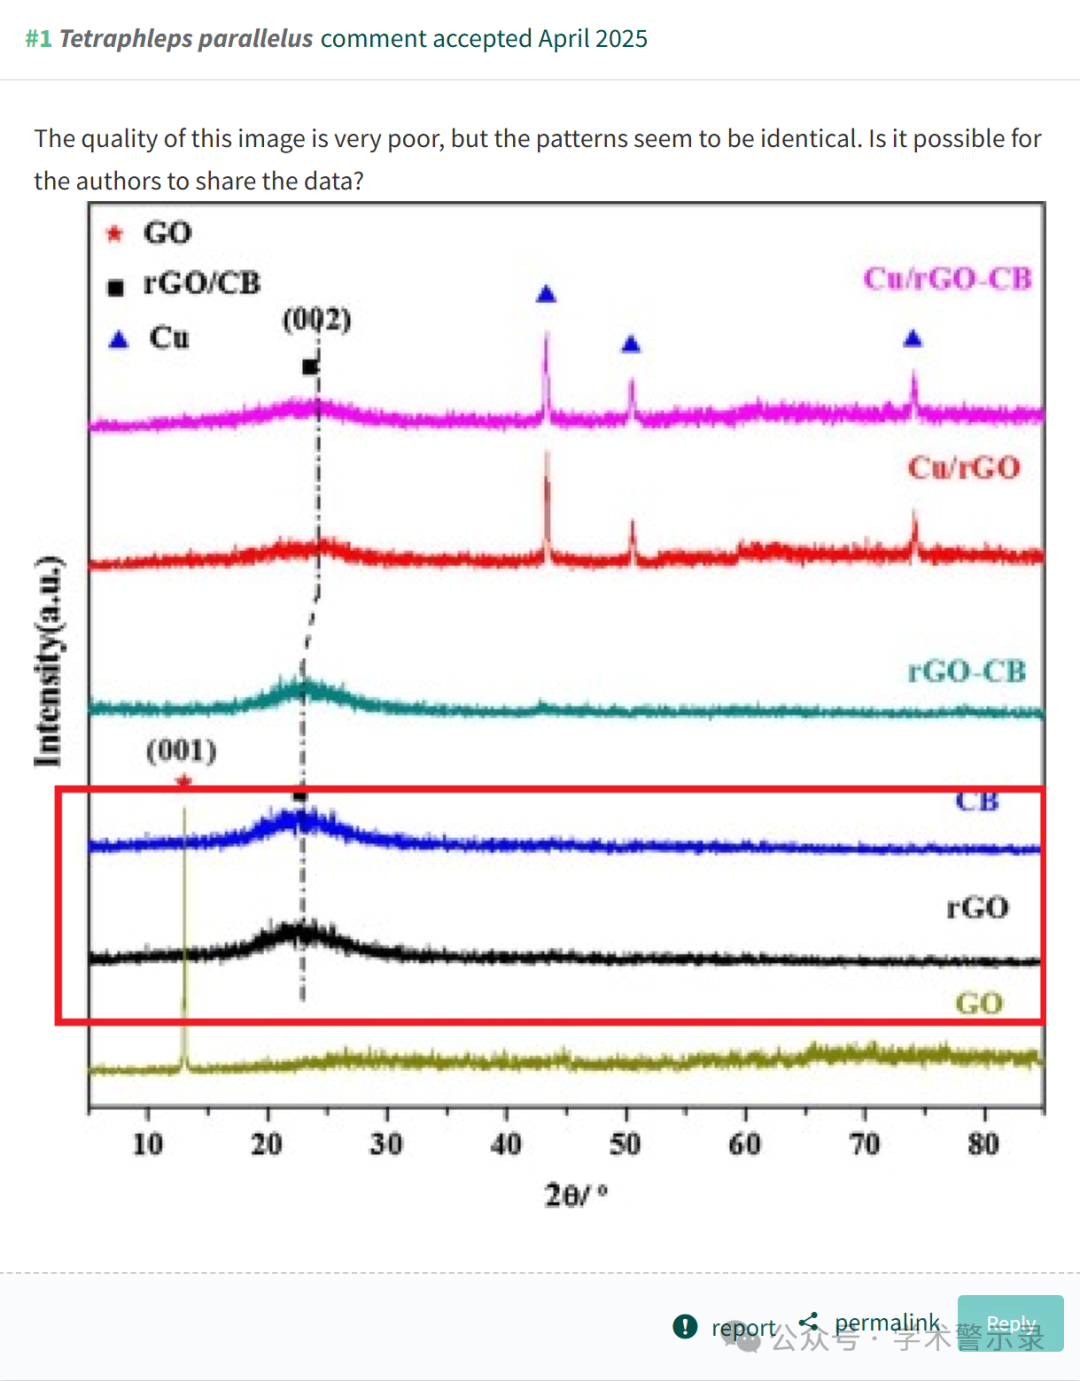 #1 Tetraphleps parallelus comment accepted April 2025
The quality of this image is very poor, but the patterns seem to be identical. Is it possible for
the authors to share the data?
GO
rGO/CB
Cu
(002)
Cu/rGO-CB
Cu/rGO
rGO-CB
(001)
CB
rGO
GO
Intensity(a.u.)
10 20 30 40 50 60 70 80
2θ/ °
report permalink Reply
公众号 · 学术警示录